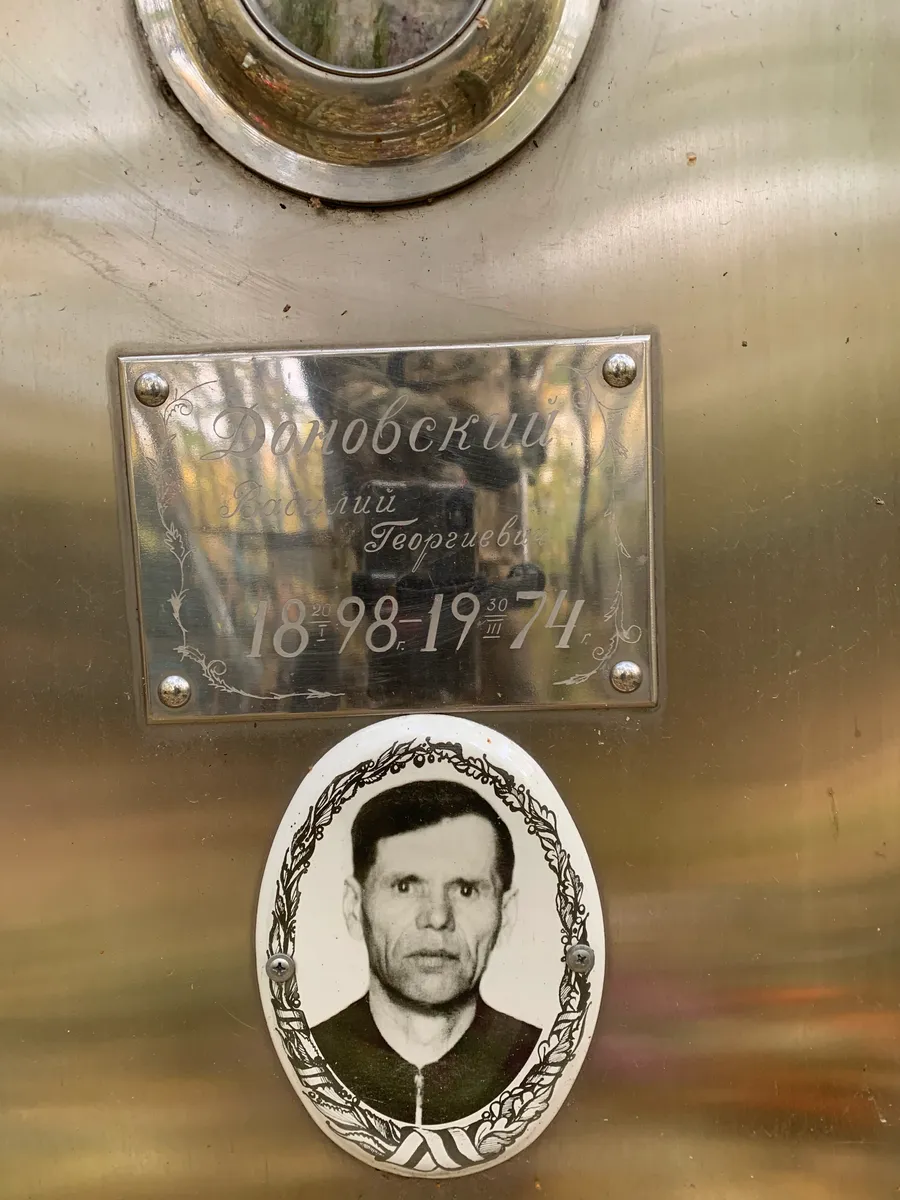 Доновский
Василий
Георгиевич
18 20/I 98г.-19 30/III 74г.